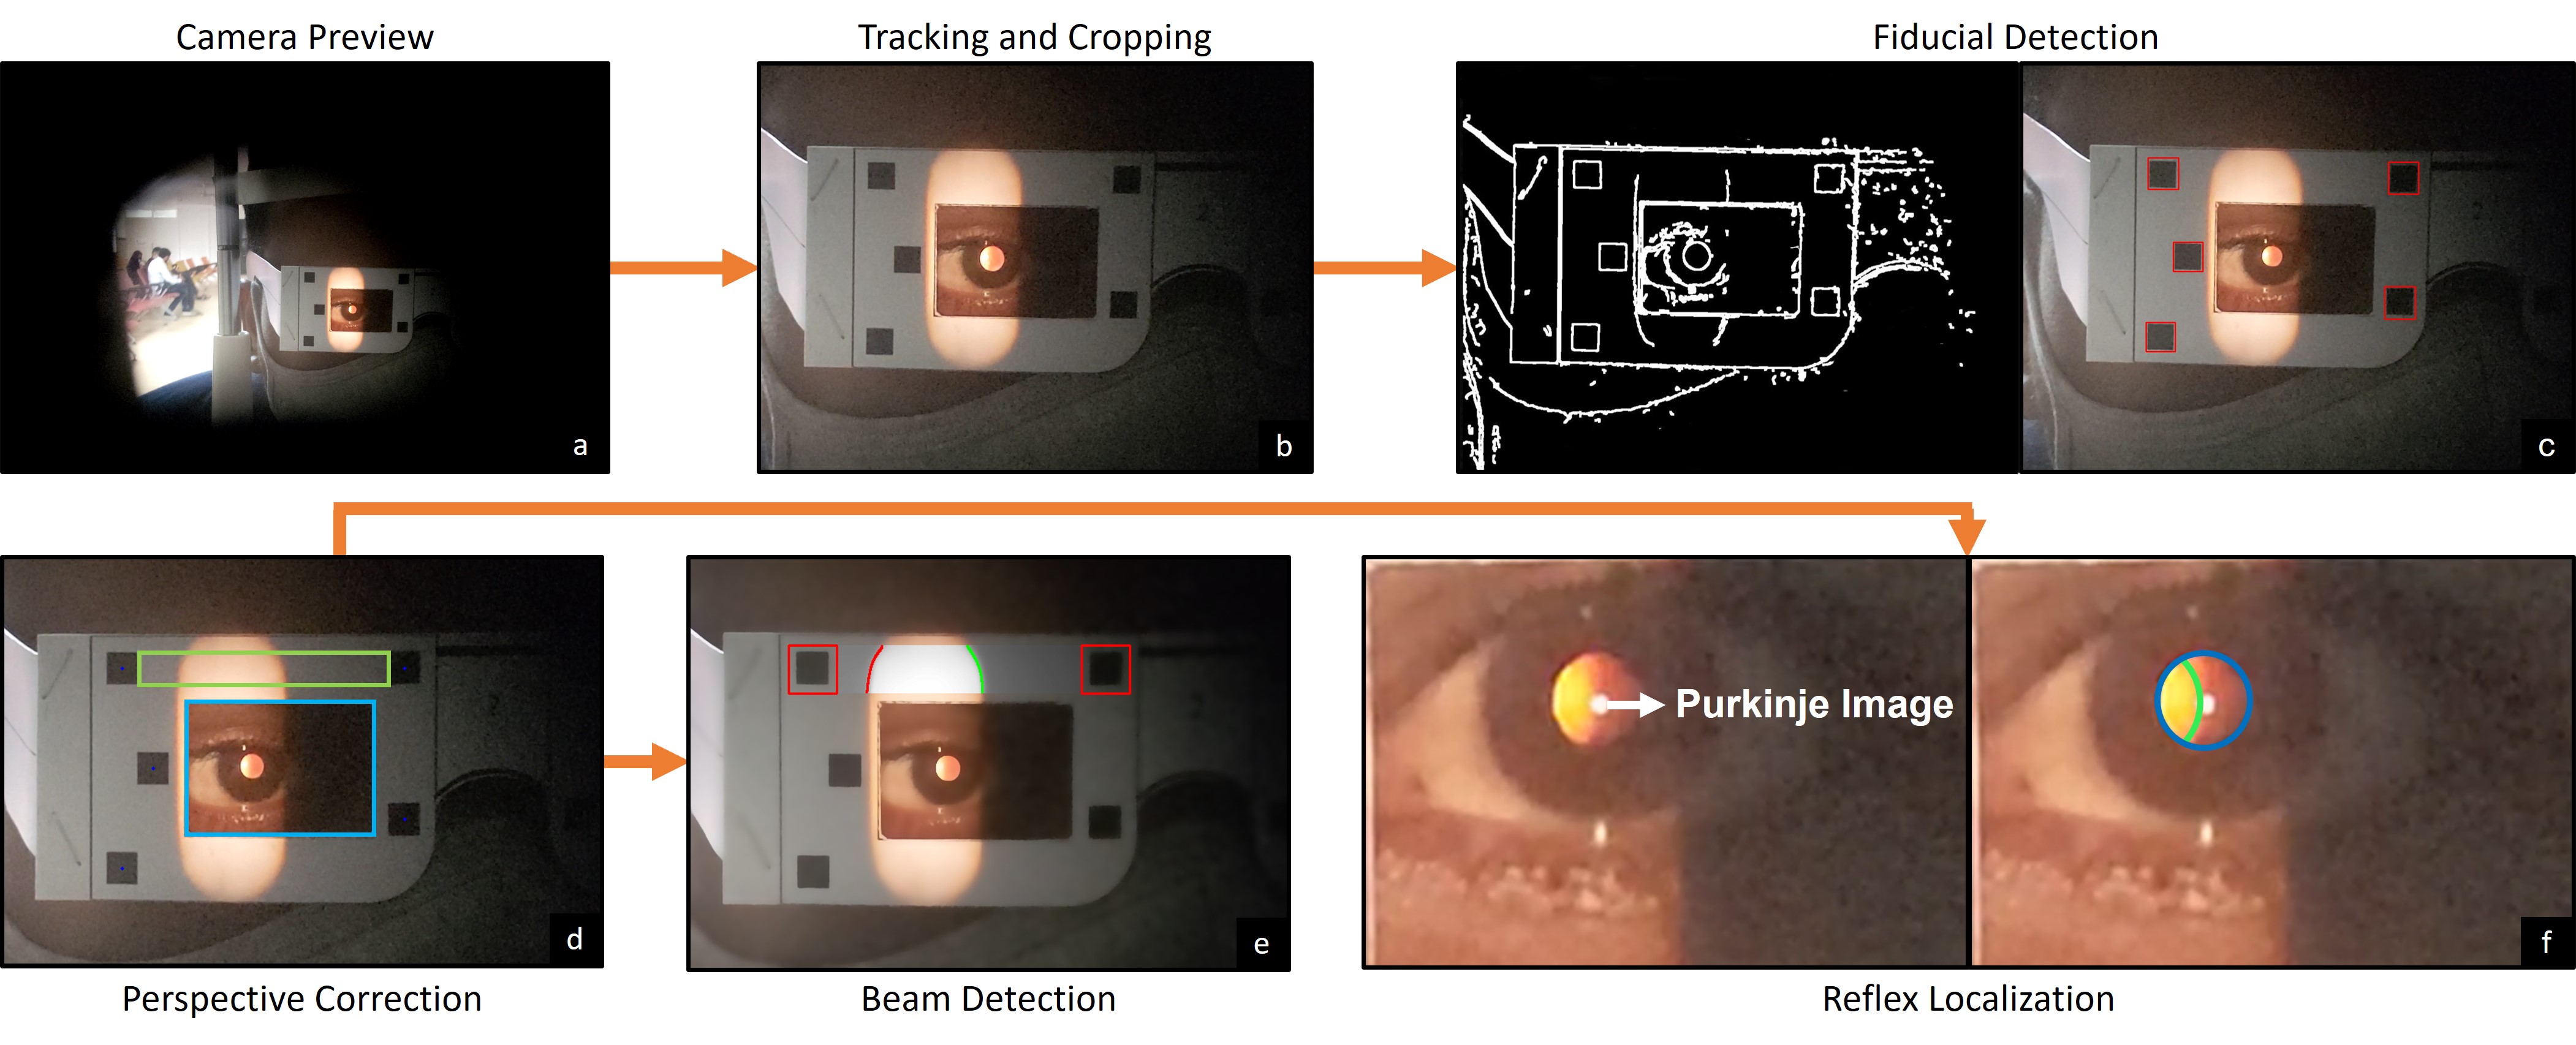 Camera Preview
Tracking and Cropping
Fiducial Detection
a
b
c
Purkinje Image
d
e
f
Perspective Correction
Beam Detection
Reflex Localization